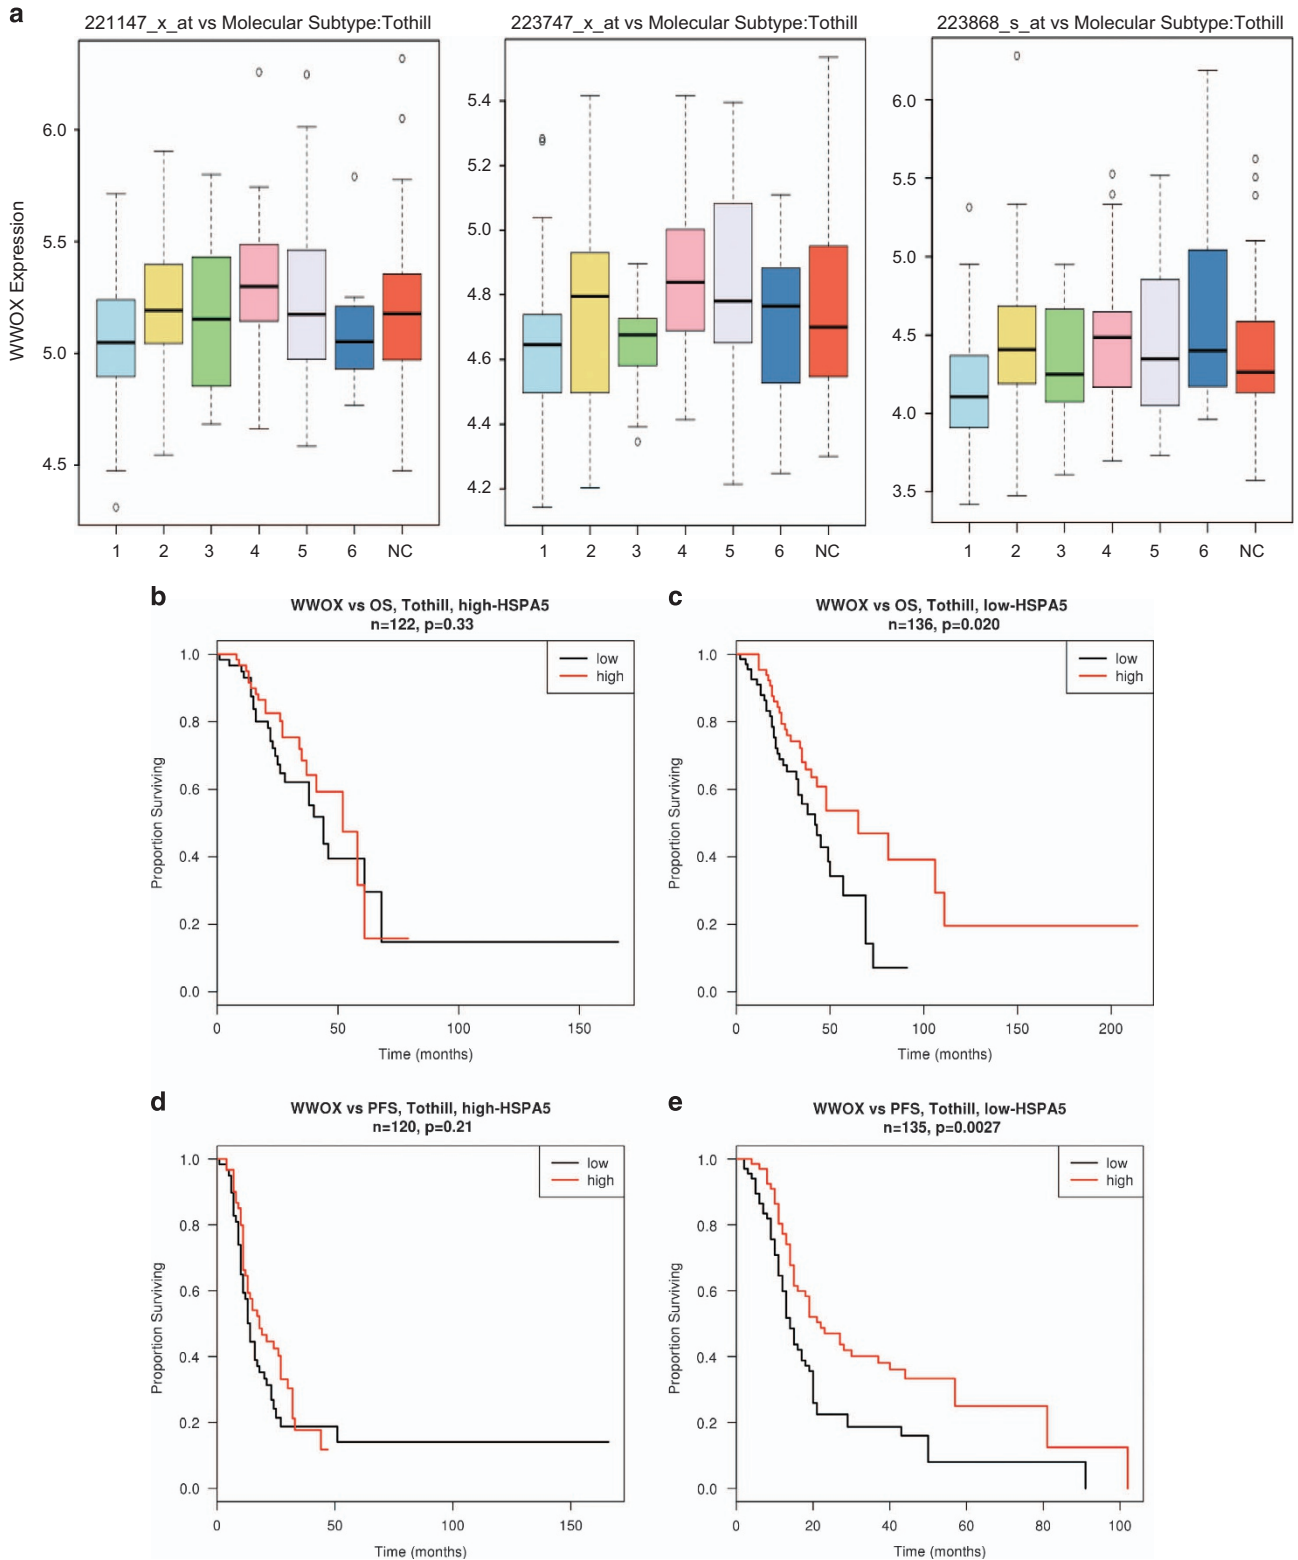 a
221147_x_at vs Molecular Subtype:Tothill
223747_x_at vs Molecular Subtype:Tothill
223868_s_at vs Molecular Subtype:Tothill
WWOX Expression
6.0
5.5
5.0
4.5
1 2 3 4 5 6 NC
5.4
5.2
5.0
4.8
4.6
4.4
4.2
1 2 3 4 5 6 NC
6.0
5.5
5.0
4.5
4.0
3.5
1 2 3 4 5 6 NC
b
WWOX vs OS, Tothill, high-HSPA5
n=122, p=0.33
low
high
Proportion Surviving
1.0
0.8
0.6
0.4
0.2
0.0
0 50 100 150
Time (months)
c
WWOX vs OS, Tothill, low-HSPA5
n=136, p=0.020
low
high
Proportion Surviving
1.0
0.8
0.6
0.4
0.2
0.0
0 50 100 150 200
Time (months)
d
WWOX vs PFS, Tothill, high-HSPA5
n=120, p=0.21
low
high
Proportion Surviving
1.0
0.8
0.6
0.4
0.2
0.0
0 50 100 150
Time (months)
e
WWOX vs PFS, Tothill, low-HSPA5
n=135, p=0.0027
low
high
Proportion Surviving
1.0
0.8
0.6
0.4
0.2
0.0
0 20 40 60 80 100
Time (months)